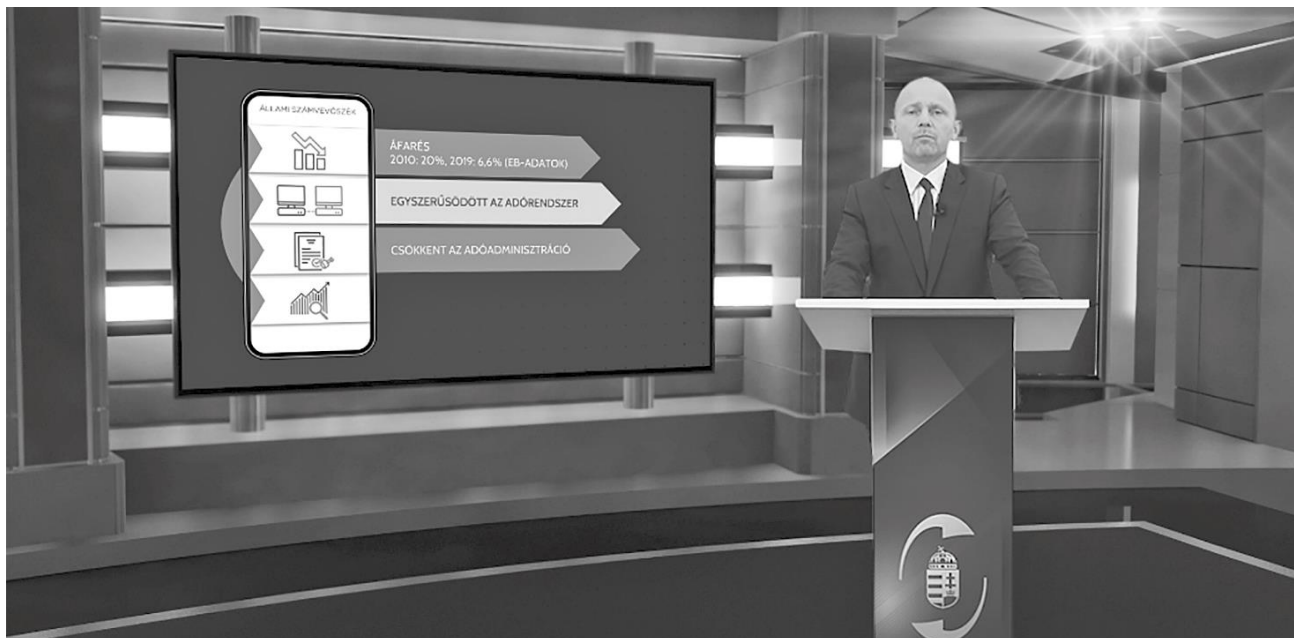 ÁLLAMI SZÁMVEVŐSZÉK
ÁFARÉS
2010: 20%, 2019: 6,6% (EB-ADATOK)
EGYSZERŰSÖDÖTT AZ ADÓRENDSZER
CSÖKKENT AZ ADÓADMINISZTRÁCIÓ